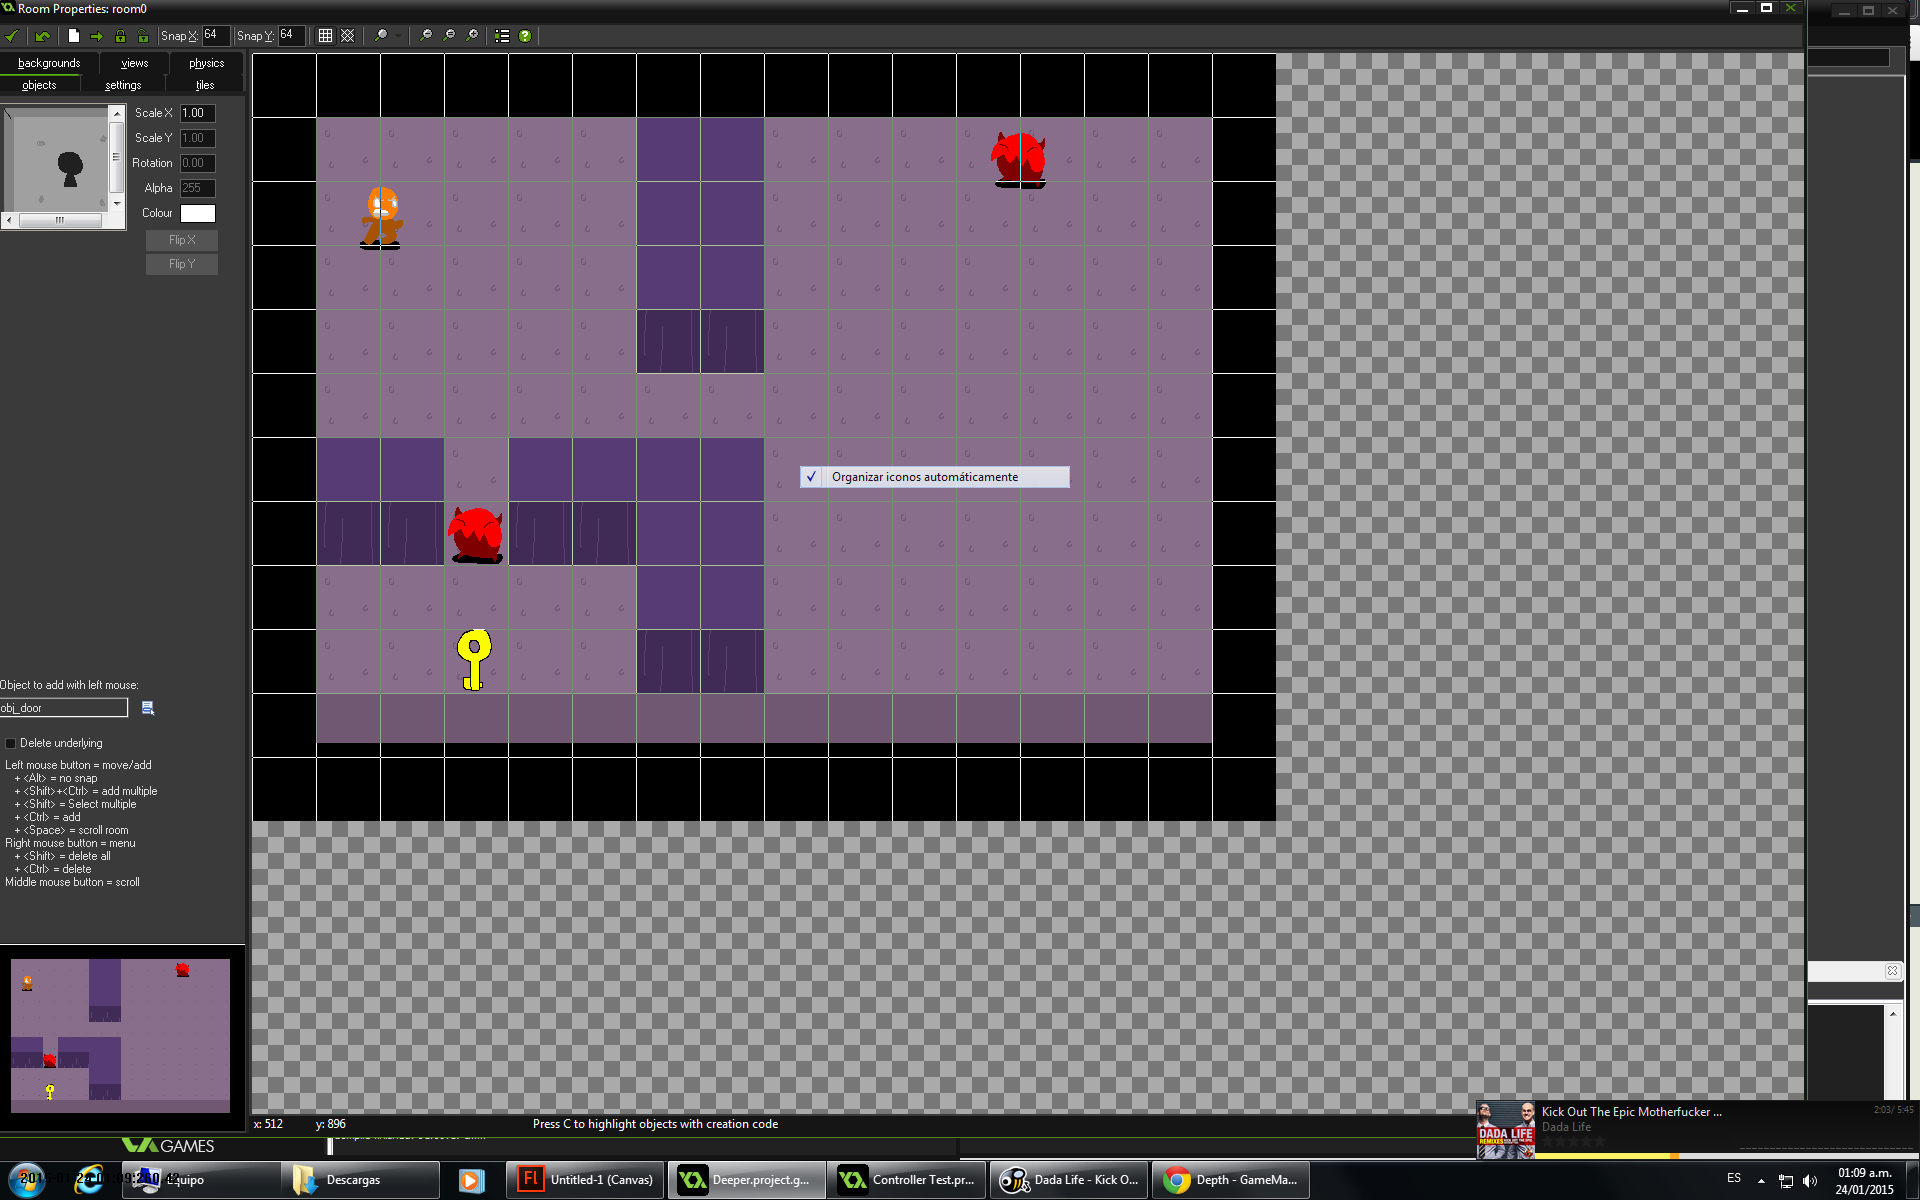 Room Properties: room0
Snap X: 64 Snap Y: 64
backgrounds views physics
objects settings tiles
Scale X 1.00
Scale Y 1.00
Rotation 0.00
Alpha 255
Colour
Flip X
Flip Y
Organizar iconos automáticamente
Object to add with left mouse:
obj_door
Delete underlying
Left mouse button = move/add
+ <Alt> = no snap
+ <Shift>+<Ctrl> = add multiple
+ <Shift> = Select multiple
+ <Ctrl> = add
+ <Space> = scroll room
Right mouse button = menu
+ <Shift> = delete all
+ <Ctrl> = delete
Middle mouse button = scroll
x: 512 y: 896 Press C to highlight objects with creation code
GAMES
Kick Out The Epic Motherfucker ...
2:03/ 5:45
Dada Life
DADA LIFE
REMIXES
Equipo
Descargas
Fl Untitled-1 (Canvas)
Deeper.project.g...
Controller Test.pr...
Dada Life - Kick O...
Depth - GameMa...
ES
01:09 a.m.
24/01/2015